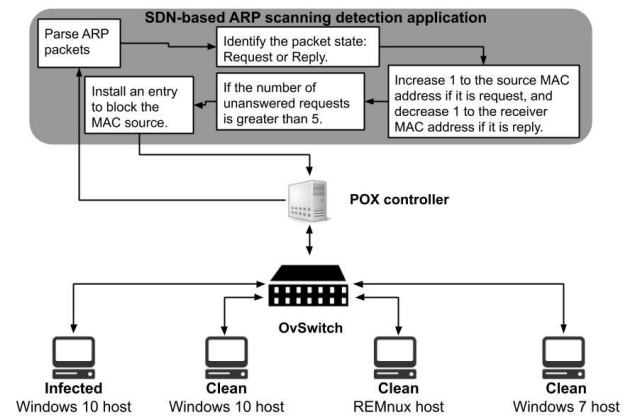 SDN-based ARP scanning detection application
Parse ARP
packets
Identify the packet state:
Request or Reply.
Increase 1 to the source MAC
address if it is request, and
decrease 1 to the receiver
MAC address if it is reply.
If the number of
unanswered requests
is greater than 5.
Install an entry
to block the
MAC source.
POX controller
OvSwitch
Infected
Windows 10 host
Clean
Windows 10 host
Clean
REMnux host
Clean
Windows 7 host